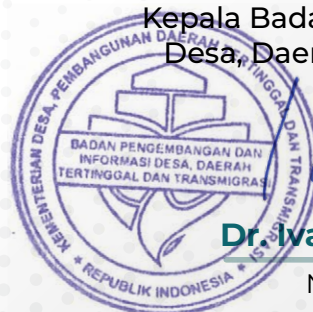 Kepala Bada
Desa, Daer
KEMENTERIAN DESA, PEMBANGUNAN DAERAH TERTINGGAL DAN TRANSMIGRASI
BADAN PENGEMBANGAN DAN
INFORMASI DESA, DAERAH
TERTINGGAL DAN TRANSMIGRASI
★ REPUBLIK INDONESIA ★
Dr. Iva
N